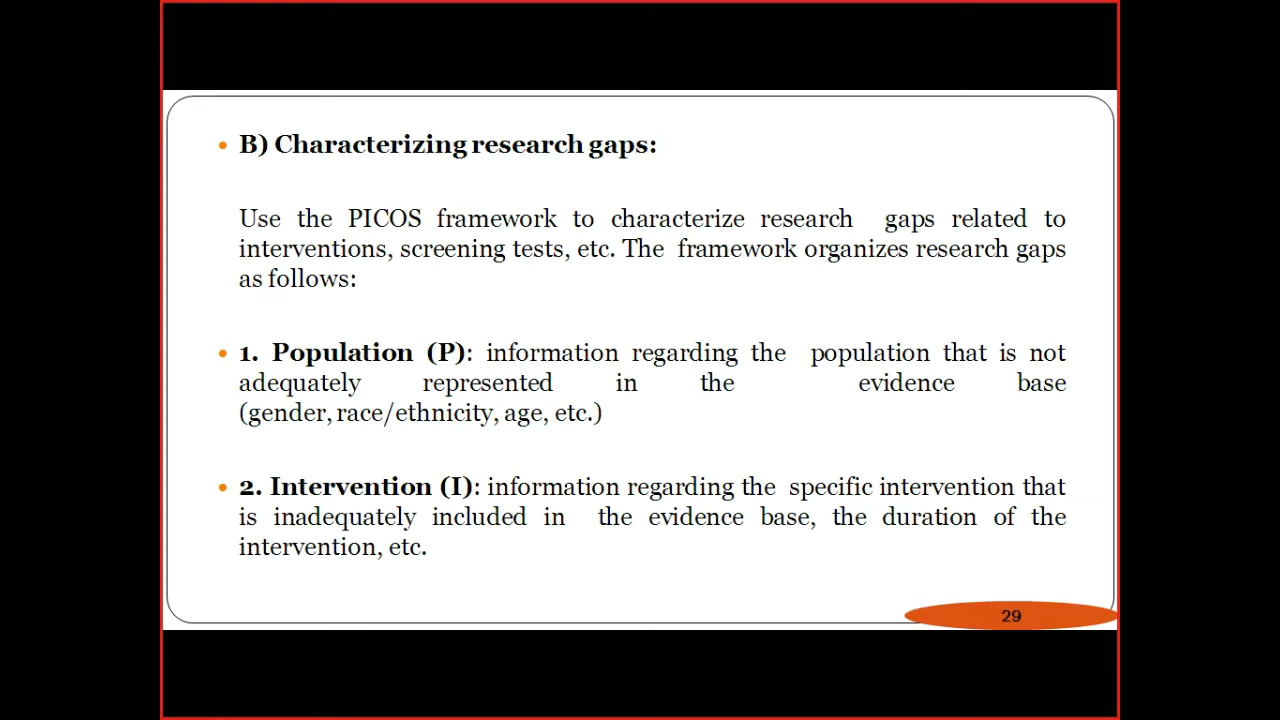 B) Characterizing research gaps:
Use the PICOS framework to characterize research gaps related to
interventions, screening tests, etc. The framework organizes research gaps
as follows:
1. Population (P): information regarding the population that is not
adequately represented in the evidence base
(gender, race/ethnicity, age, etc.)
2. Intervention (I): information regarding the specific intervention that
is inadequately included in the evidence base, the duration of the
intervention, etc.
29